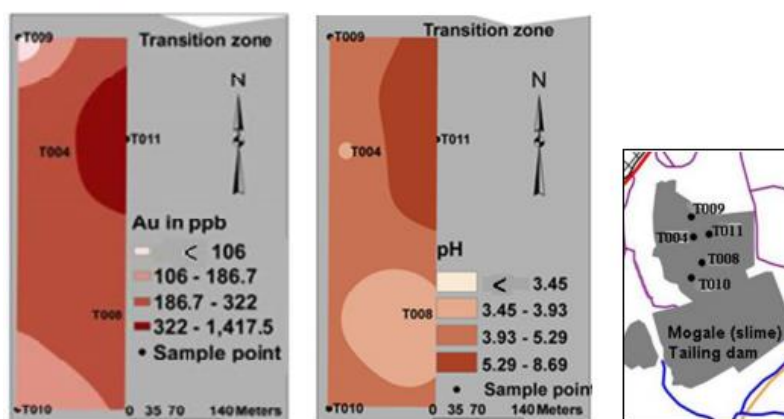 T009
Transition zone
N
T004
T011
Au in ppb
< 106
106 - 186.7
186.7 - 322
T008
322 - 1,417.5
Sample point
T010
0 35 70 140 Meters
T009
Transition zone
N
T004
T011
pH
< 3.45
3.45 - 3.93
T008
3.93 - 5.29
5.29 - 8.69
Sample point
T010
0 35 70 140 Meters
T009
T004
T011
T008
T010
Mogale (slime)
Tailing dam